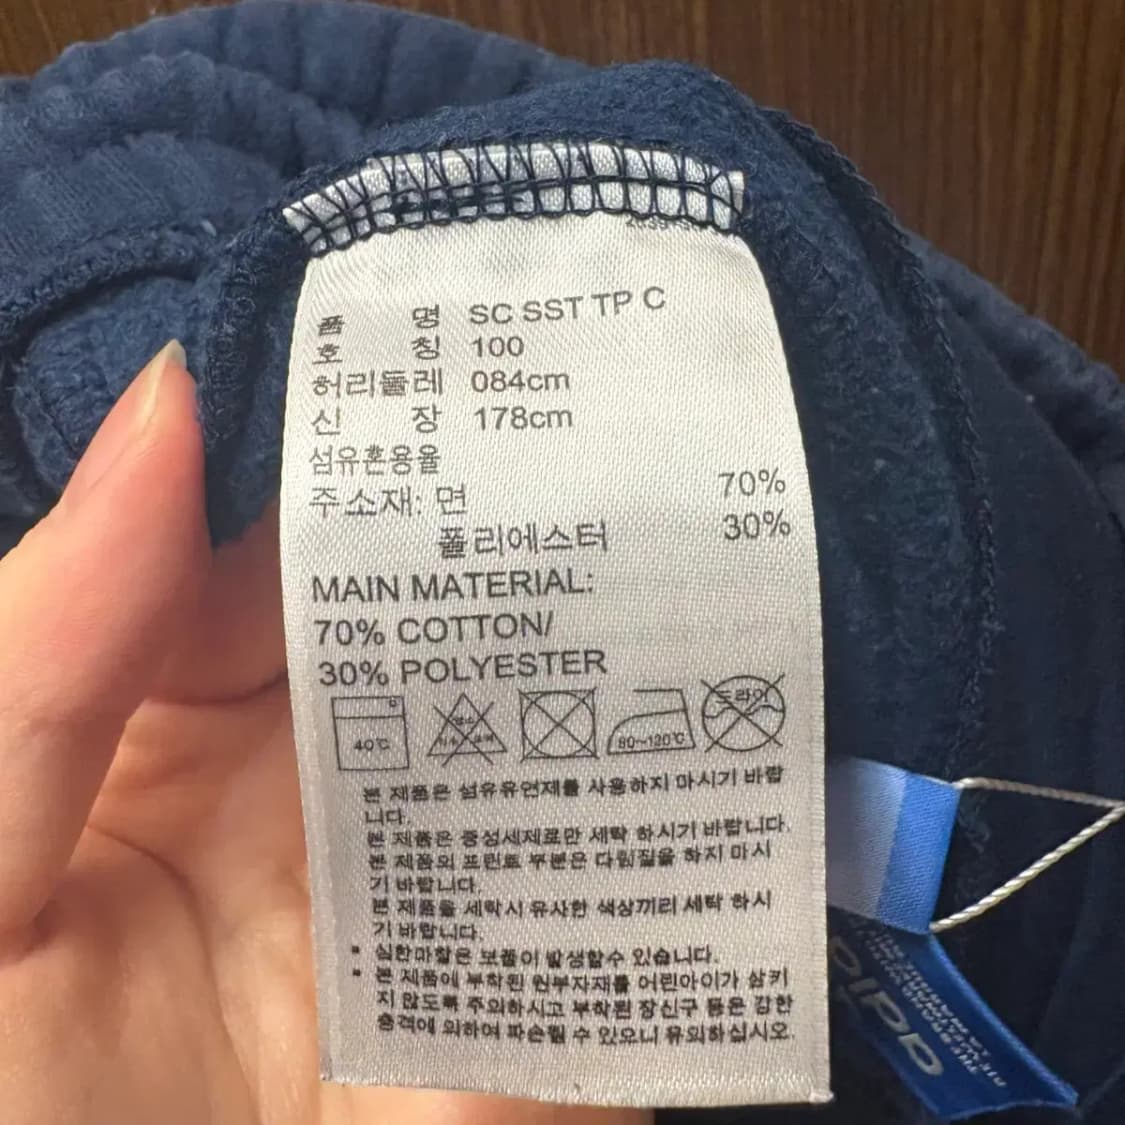 품 명 SC SST TP C
호 칭 100
허리둘레 084cm
신 장 178cm
섬유혼용율
주소재: 면 70%
폴리에스터 30%
MAIN MATERIAL:
70% COTTON/
30% POLYESTER
40℃
80~120℃
드라이
본 제품은 섬유유연제를 사용하지 마시기 바랍
니다.
본 제품은 중성세제로만 세탁 하시기 바랍니다.
본 제품의 프린트 부분은 다림질을 하지 마시
기 바랍니다.
본 제품을 세탁시 유사한 색상끼리 세탁 하시
기 바랍니다.
* 심한마찰은 보풀이 발생할수 있습니다.
* 본 제품에 부착된 원부자재를 어린아이가 삼키
지 않도록 주의하시고 부착된 장신구 등은 강한
충격에 의하여 파손될 수 있으니 유의하십시오.
adidas